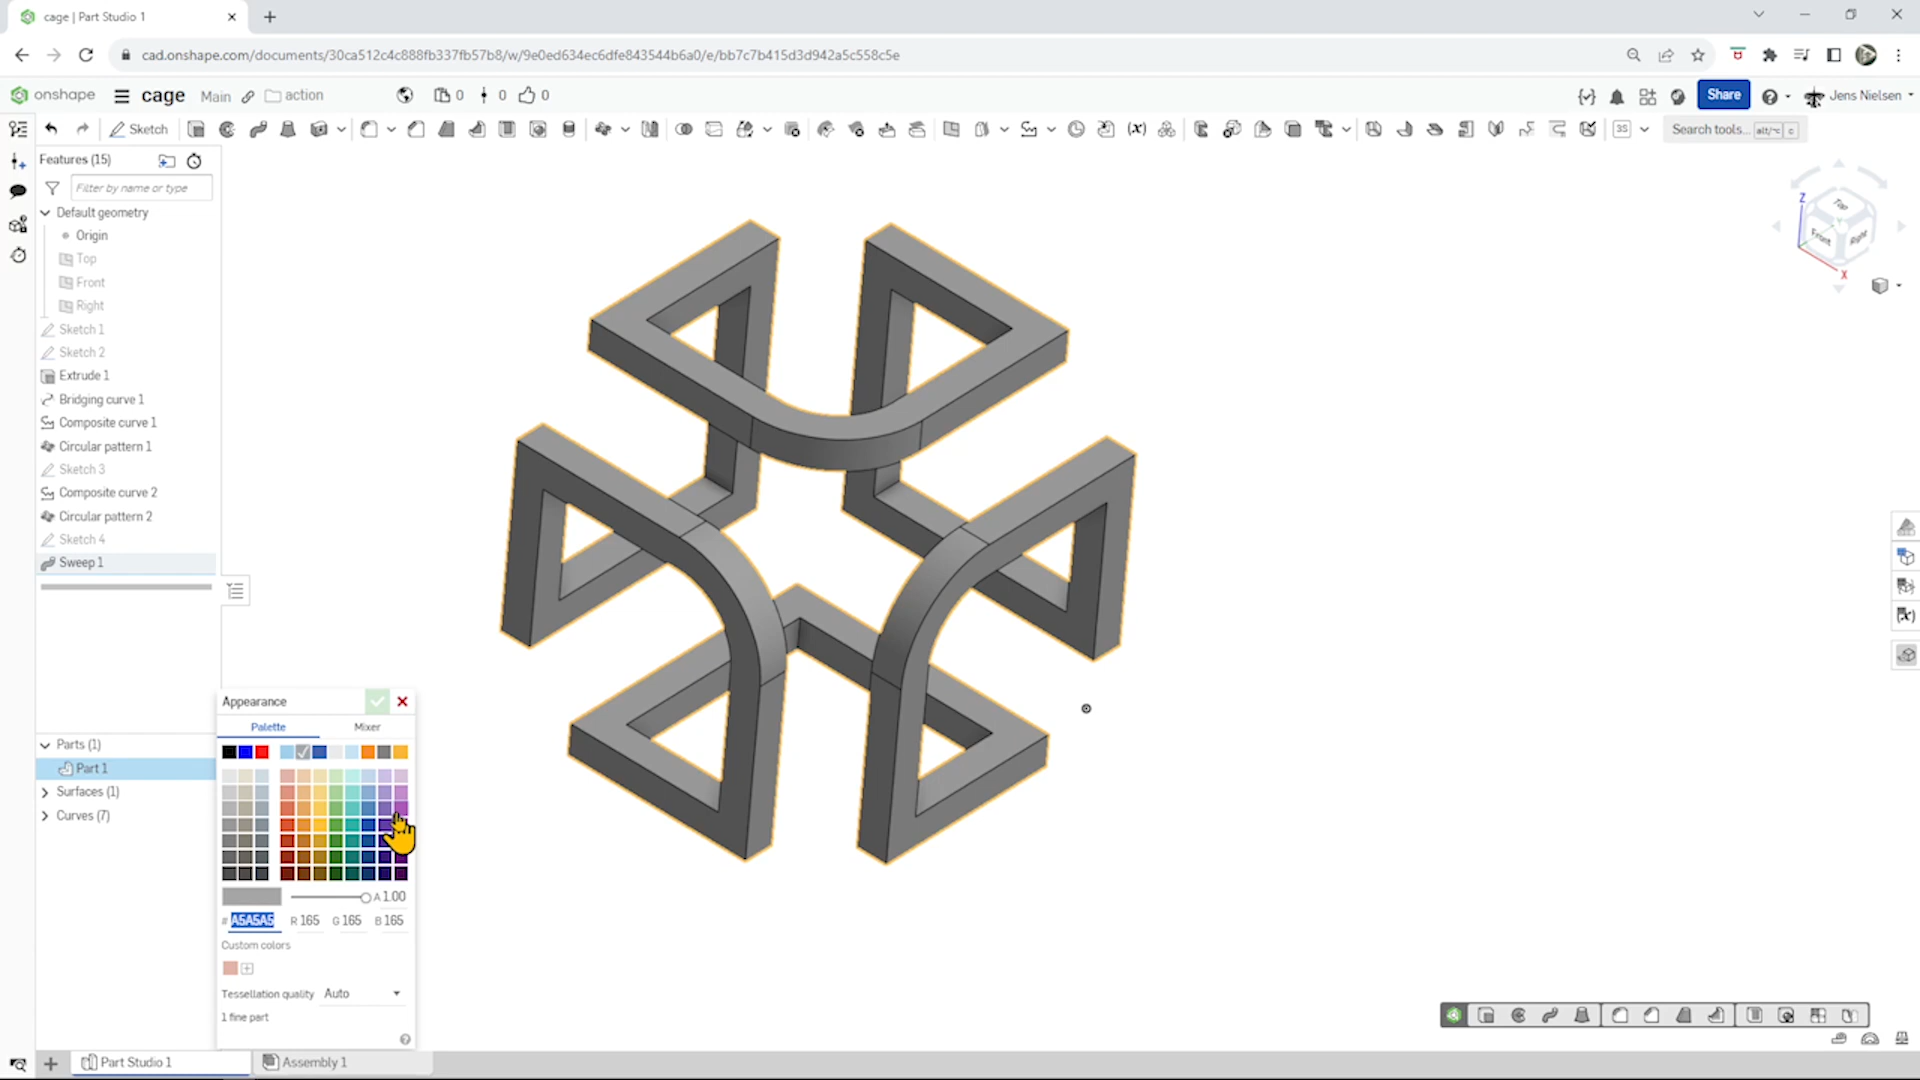 cage | Part Studio 1
cad.onshape.com/documents/30ca512c4c888fb337fb57b8/w/9e0ed634ec6dfe843544b6a0/e/bb7c7b415d3d942a5c558c5e
onshape cage Main action 0 0 0 Share Jens Nielsen
Sketch Search tools... alt/⌥ c
Features (15)
Filter by name or type
Default geometry
Origin
Top
Front
Right
Sketch 1
Sketch 2
Extrude 1
Bridging curve 1
Composite curve 1
Circular pattern 1
Sketch 3
Composite curve 2
Circular pattern 2
Sketch 4
Sweep 1
Z
Top
Front Right
X
Appearance
Palette Mixer
Parts (1)
Part 1
Surfaces (1)
Curves (7)
A 1.00
# A5A5A5 R 165 G 165 B 165
Custom colors
Tessellation quality Auto
1 fine part
Part Studio 1 Assembly 1